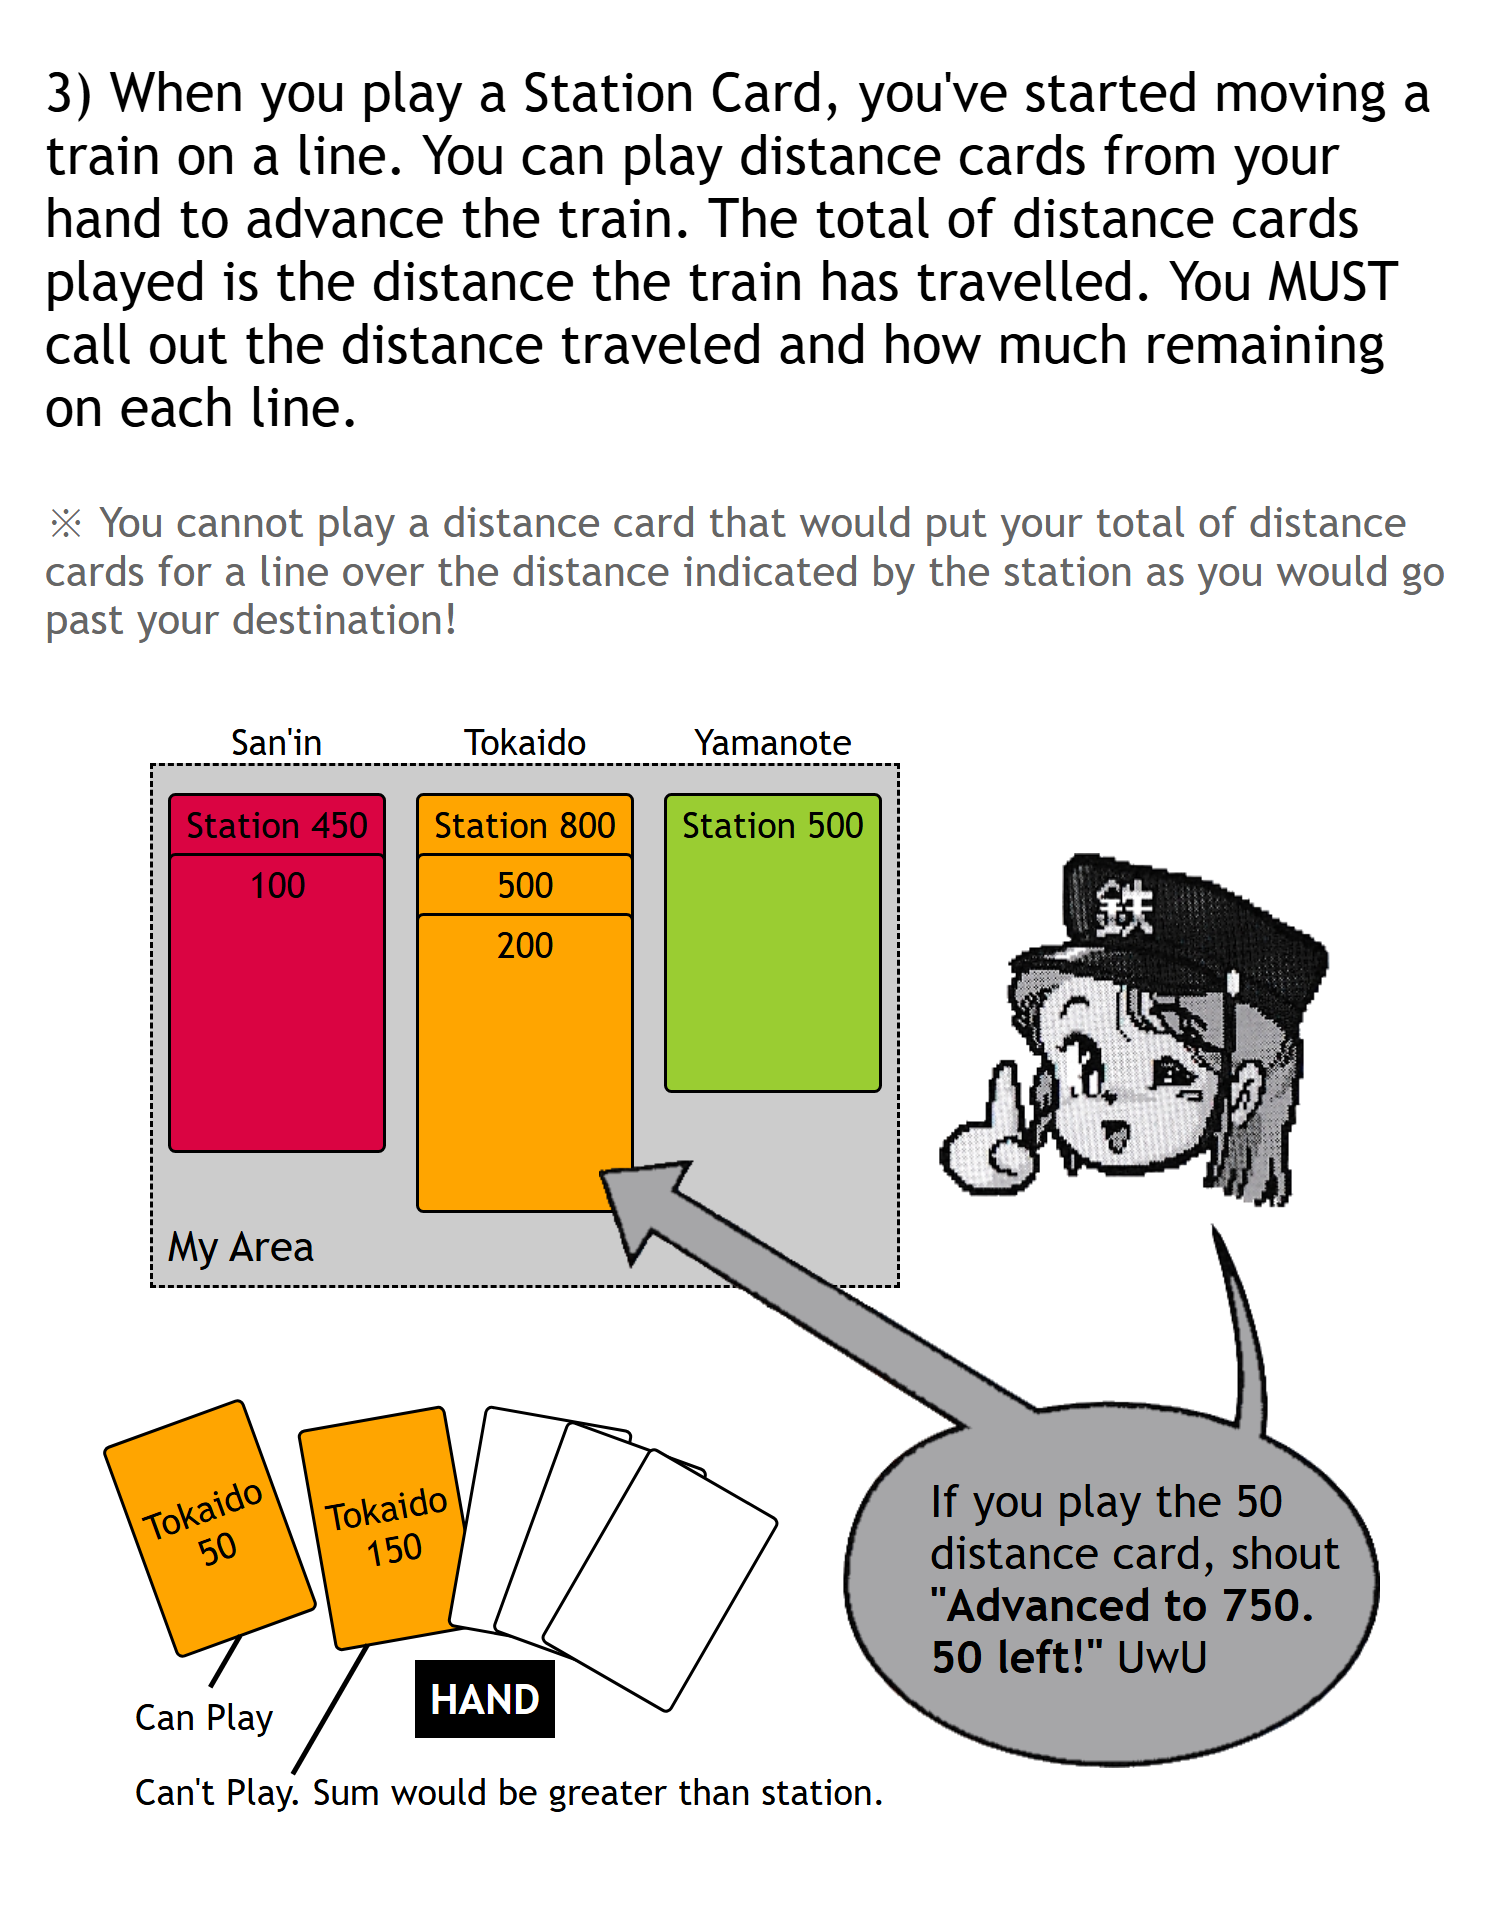 3) When you play a Station Card, you've started moving a
train on a line. You can play distance cards from your
hand to advance the train. The total of distance cards
played is the distance the train has travelled. You MUST
call out the distance traveled and how much remaining
on each line.
※ You cannot play a distance card that would put your total of distance
cards for a line over the distance indicated by the station as you would go
past your destination!
San'in
Tokaido
Yamanote
Station 450
Station 800
Station 500
100
500
200
鉄
My Area
Tokaido
50
Tokaido
150
If you play the 50
distance card, shout
"Advanced to 750.
50 left!" UwU
HAND
Can Play
Can't Play. Sum would be greater than station.